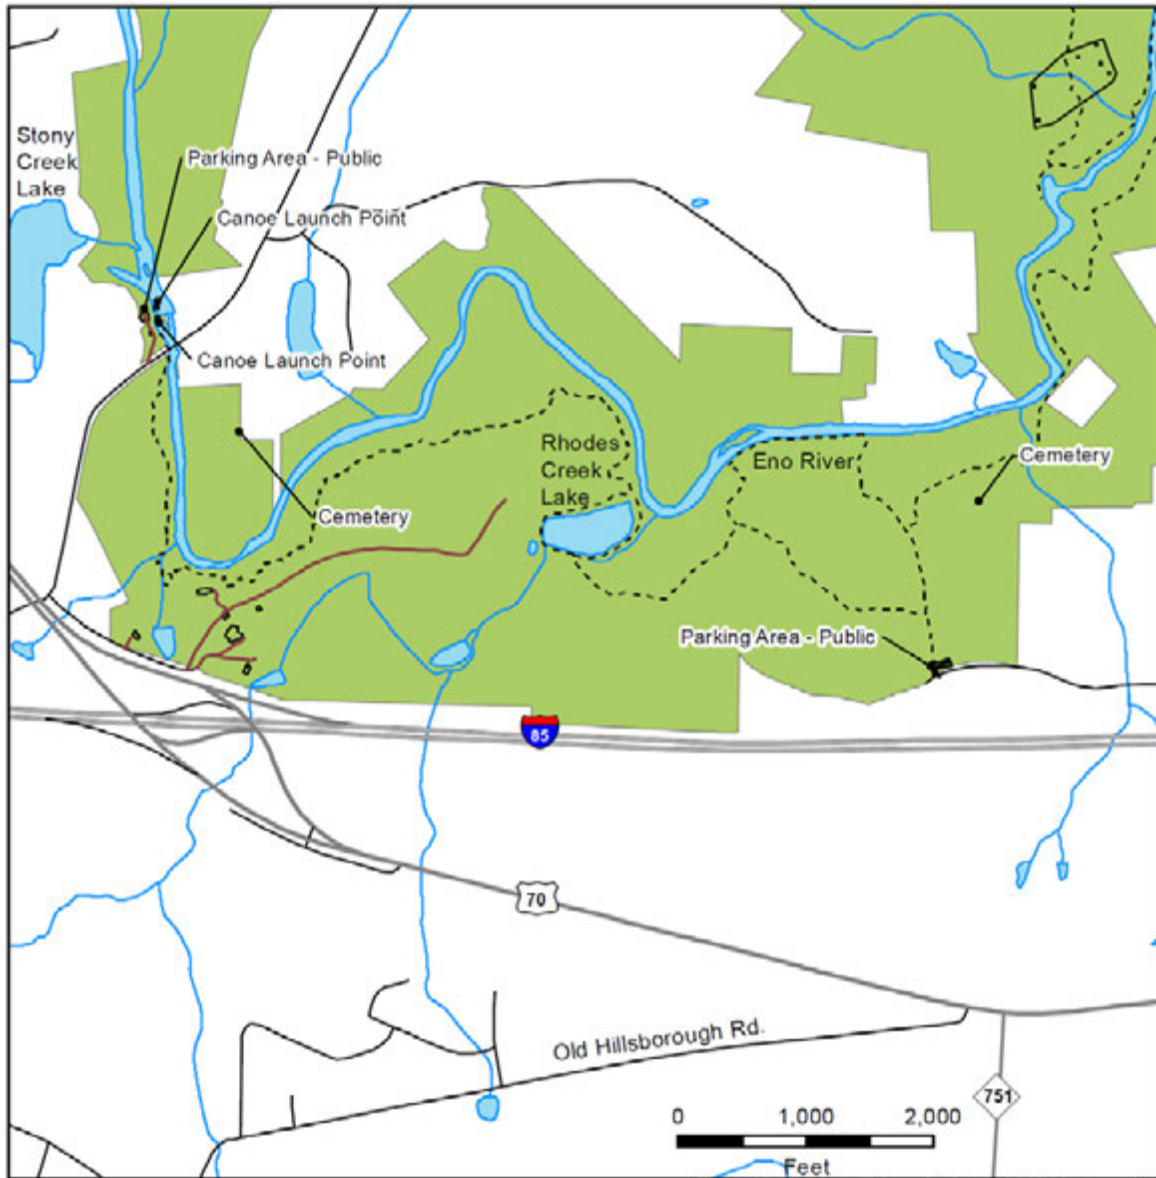 Stony
Creek
Lake
Parking Area - Public
Canoe Launch Point
Canoe Launch Point
Cemetery
Rhodes
Creek
Lake
Eno River
Cemetery
Parking Area - Public
85
70
Old Hillsborough Rd.
751
0 1,000 2,000
Feet